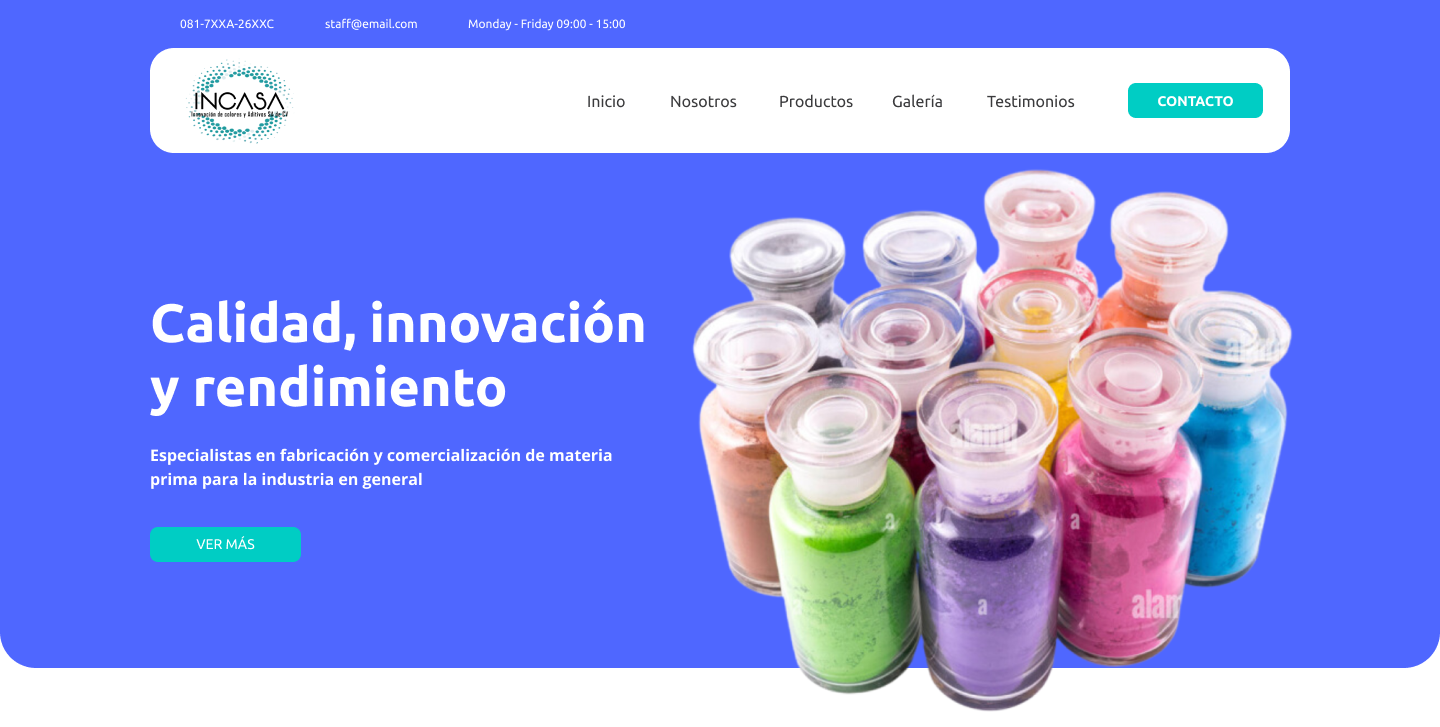 081-7XXA-26XXC
staff@email.com
Monday - Friday 09:00 - 15:00
INCASA
Innovación de colores y Aditivos SA de CV
Inicio
Nosotros
Productos
Galería
Testimonios
CONTACTO
Calidad, innovación
y rendimiento
Especialistas en fabricación y comercialización de materia
prima para la industria en general
VER MÁS
a
a
a
alamy
a
a
a
alam